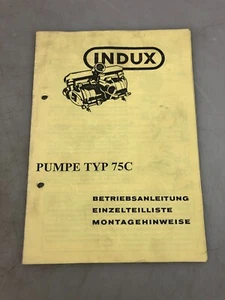 INDUX
PUMPE TYP 75C
BETRIEBSANLEITUNG
EINZELTEILLISTE
MONTAGEHINWEISE